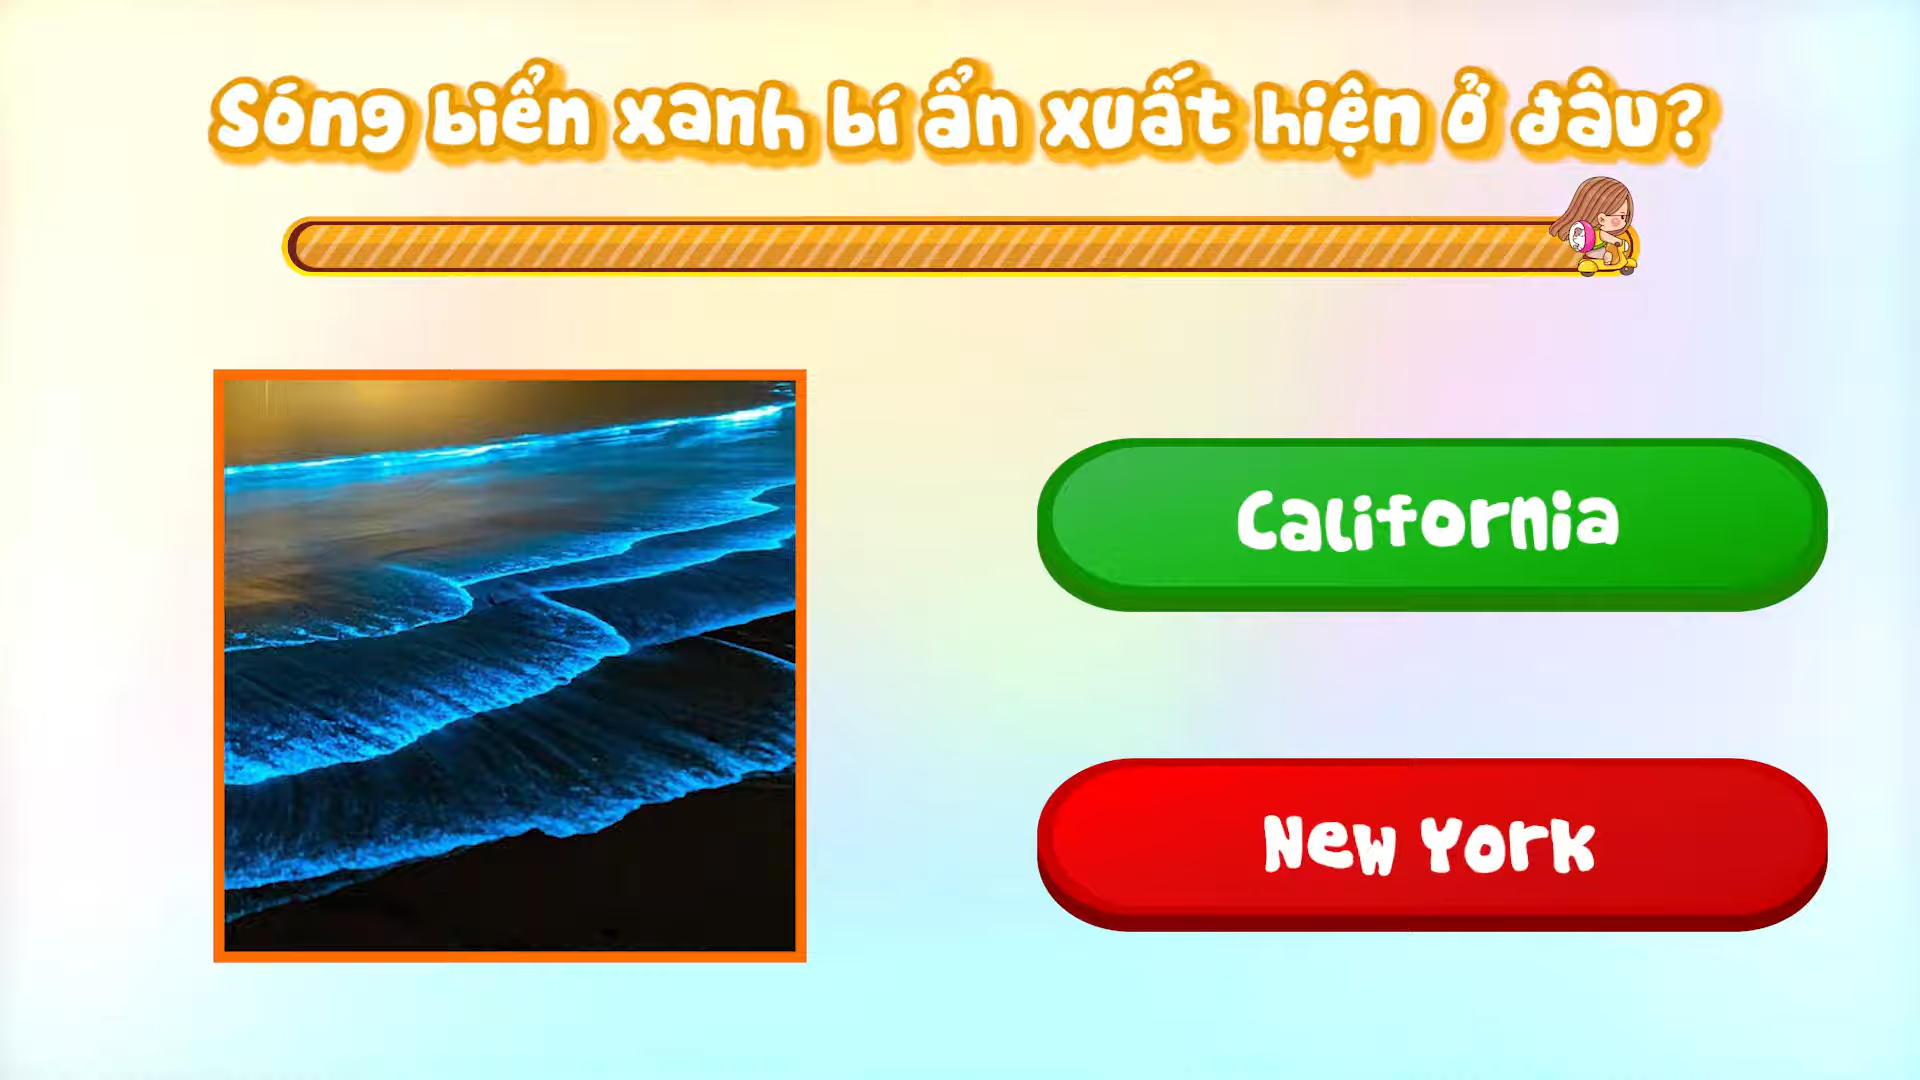 Sóng biển xanh bí ẩn xuất hiện ở đâu?
California
New York